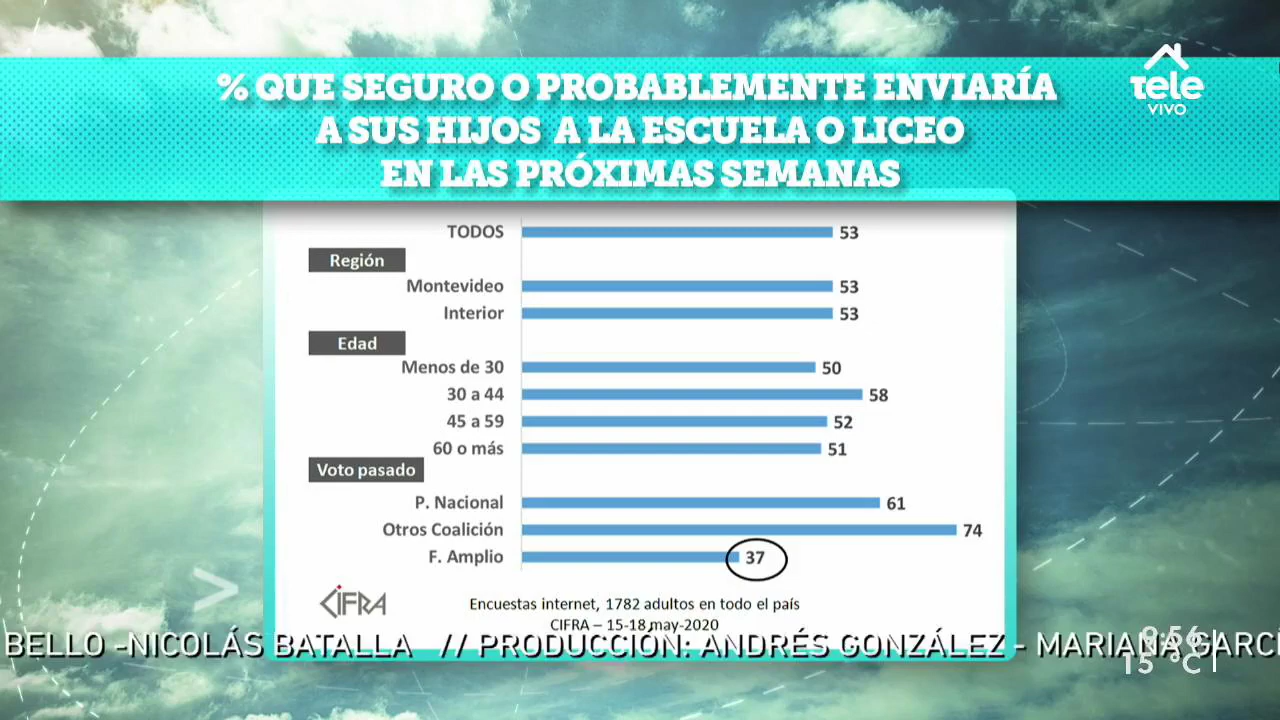 % QUE SEGURO O PROBABLEMENTE ENVIARÍA
A SUS HIJOS A LA ESCUELA O LICEO
EN LAS PRÓXIMAS SEMANAS
tele
VIVO
TODOS 53
Región
Montevideo 53
Interior 53
Edad
Menos de 30 50
30 a 44 58
45 a 59 52
60 o más 51
Voto pasado
P. Nacional 61
Otros Coalición 74
F. Amplio 37
CIFRA
Encuestas internet, 1782 adultos en todo el país
CIFRA – 15-18 may-2020
BELLO -NICOLÁS BATALLA // PRODUCCIÓN: ANDRÉS GONZÁLEZ - MARIANA GARCÍ
9:56
15 °C